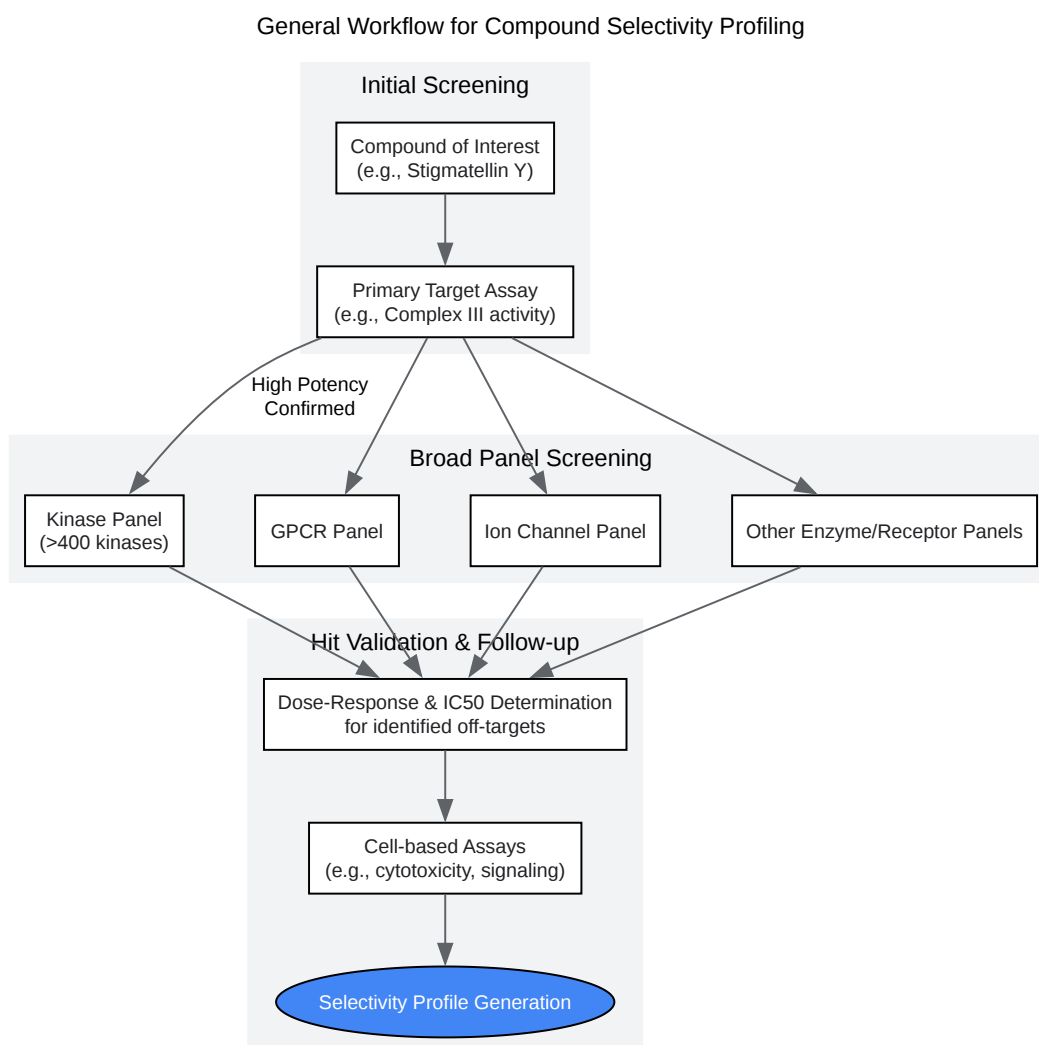 General Workflow for Compound Selectivity Profiling
Initial Screening
Compound of Interest
(e.g., Stigmatellin Y)
Primary Target Assay
(e.g., Complex III activity)
High Potency
Confirmed
Broad Panel Screening
Kinase Panel
(>400 kinases)
GPCR Panel
Ion Channel Panel
Other Enzyme/Receptor Panels
Hit Validation & Follow-up
Dose-Response & IC50 Determination
for identified off-targets
Cell-based Assays
(e.g., cytotoxicity, signaling)
Selectivity Profile Generation